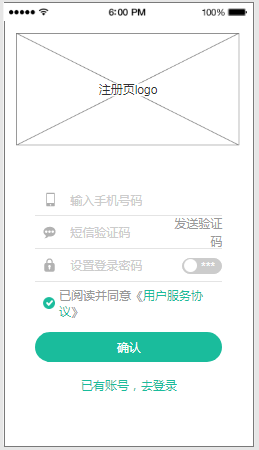 6:00 PM 100%
注册页logo
输入手机号码
短信验证码 发送验证
码
设置登录密码 ***
已阅读并同意《用户服务协
议》
确认
已有账号，去登录